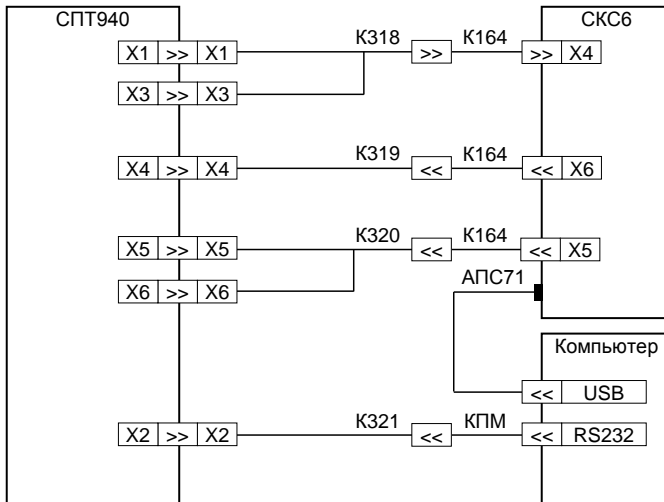 СПТ940 СКС6
X1 >> X1 К318 >> К164 >> X4
X3 >> X3
X4 >> X4 К319 << К164 << X6
X5 >> X5 К320 << К164 << X5
X6 >> X6 АПС71
Компьютер
<< USB
X2 >> X2 К321 << КПМ << RS232